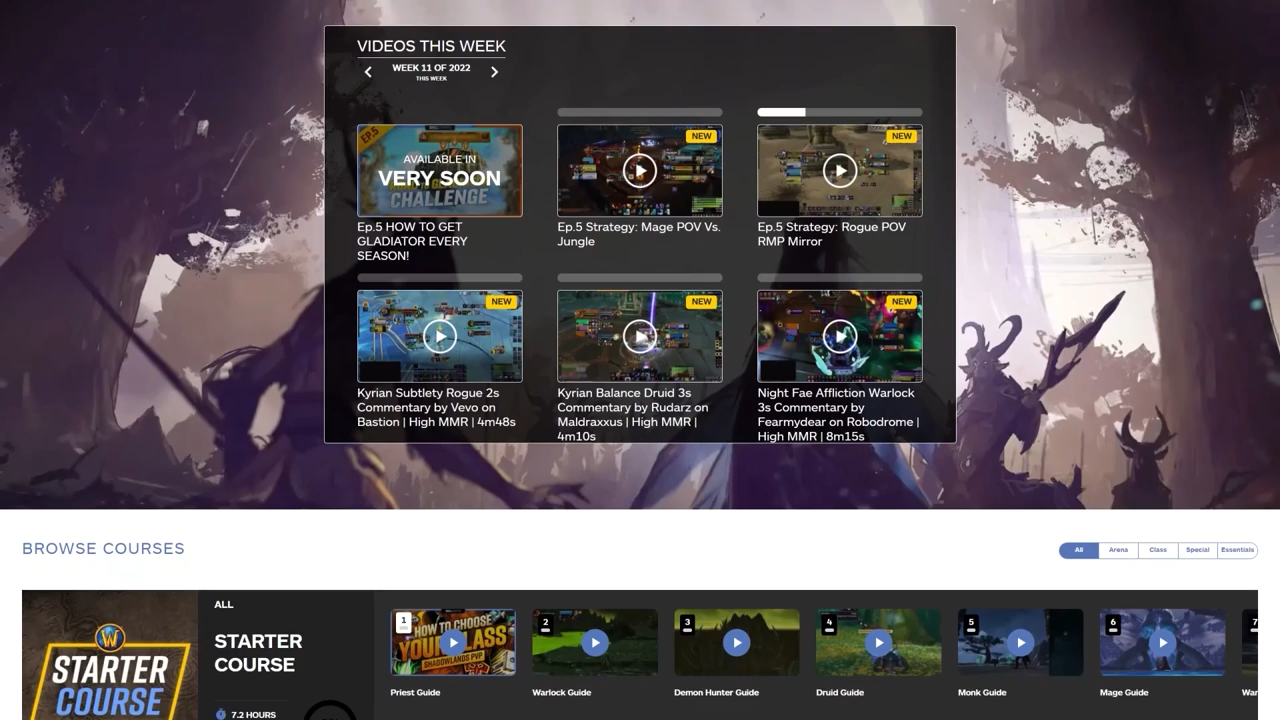 VIDEOS THIS WEEK
WEEK 11 OF 2022
THIS WEEK
EP.5
AVAILABLE IN
VERY SOON
CHALLENGE
NEW
NEW
Ep.5 HOW TO GET
GLADIATOR EVERY
SEASON!
Ep.5 Strategy: Mage POV Vs.
Jungle
Ep.5 Strategy: Rogue POV
RMP Mirror
NEW
NEW
NEW
Kyrian Subtlety Rogue 2s
Commentary by Vevo on
Bastion | High MMR | 4m48s
Kyrian Balance Druid 3s
Commentary by Rudarz on
Maldraxxus | High MMR |
4m10s
Night Fae Affliction Warlock
3s Commentary by
Fearmydear on Robodrome |
High MMR | 8m15s
BROWSE COURSES
All
Arena
Class
Special
Essentials
W
STARTER
COURSE
ALL
STARTER
COURSE
7.2 HOURS
1
HOW TO CHOOSE
YOUR CLASS
SHADOWLANDS PVP
2
3
4
5
6
7
Priest Guide
Warlock Guide
Demon Hunter Guide
Druid Guide
Monk Guide
Mage Guide
War